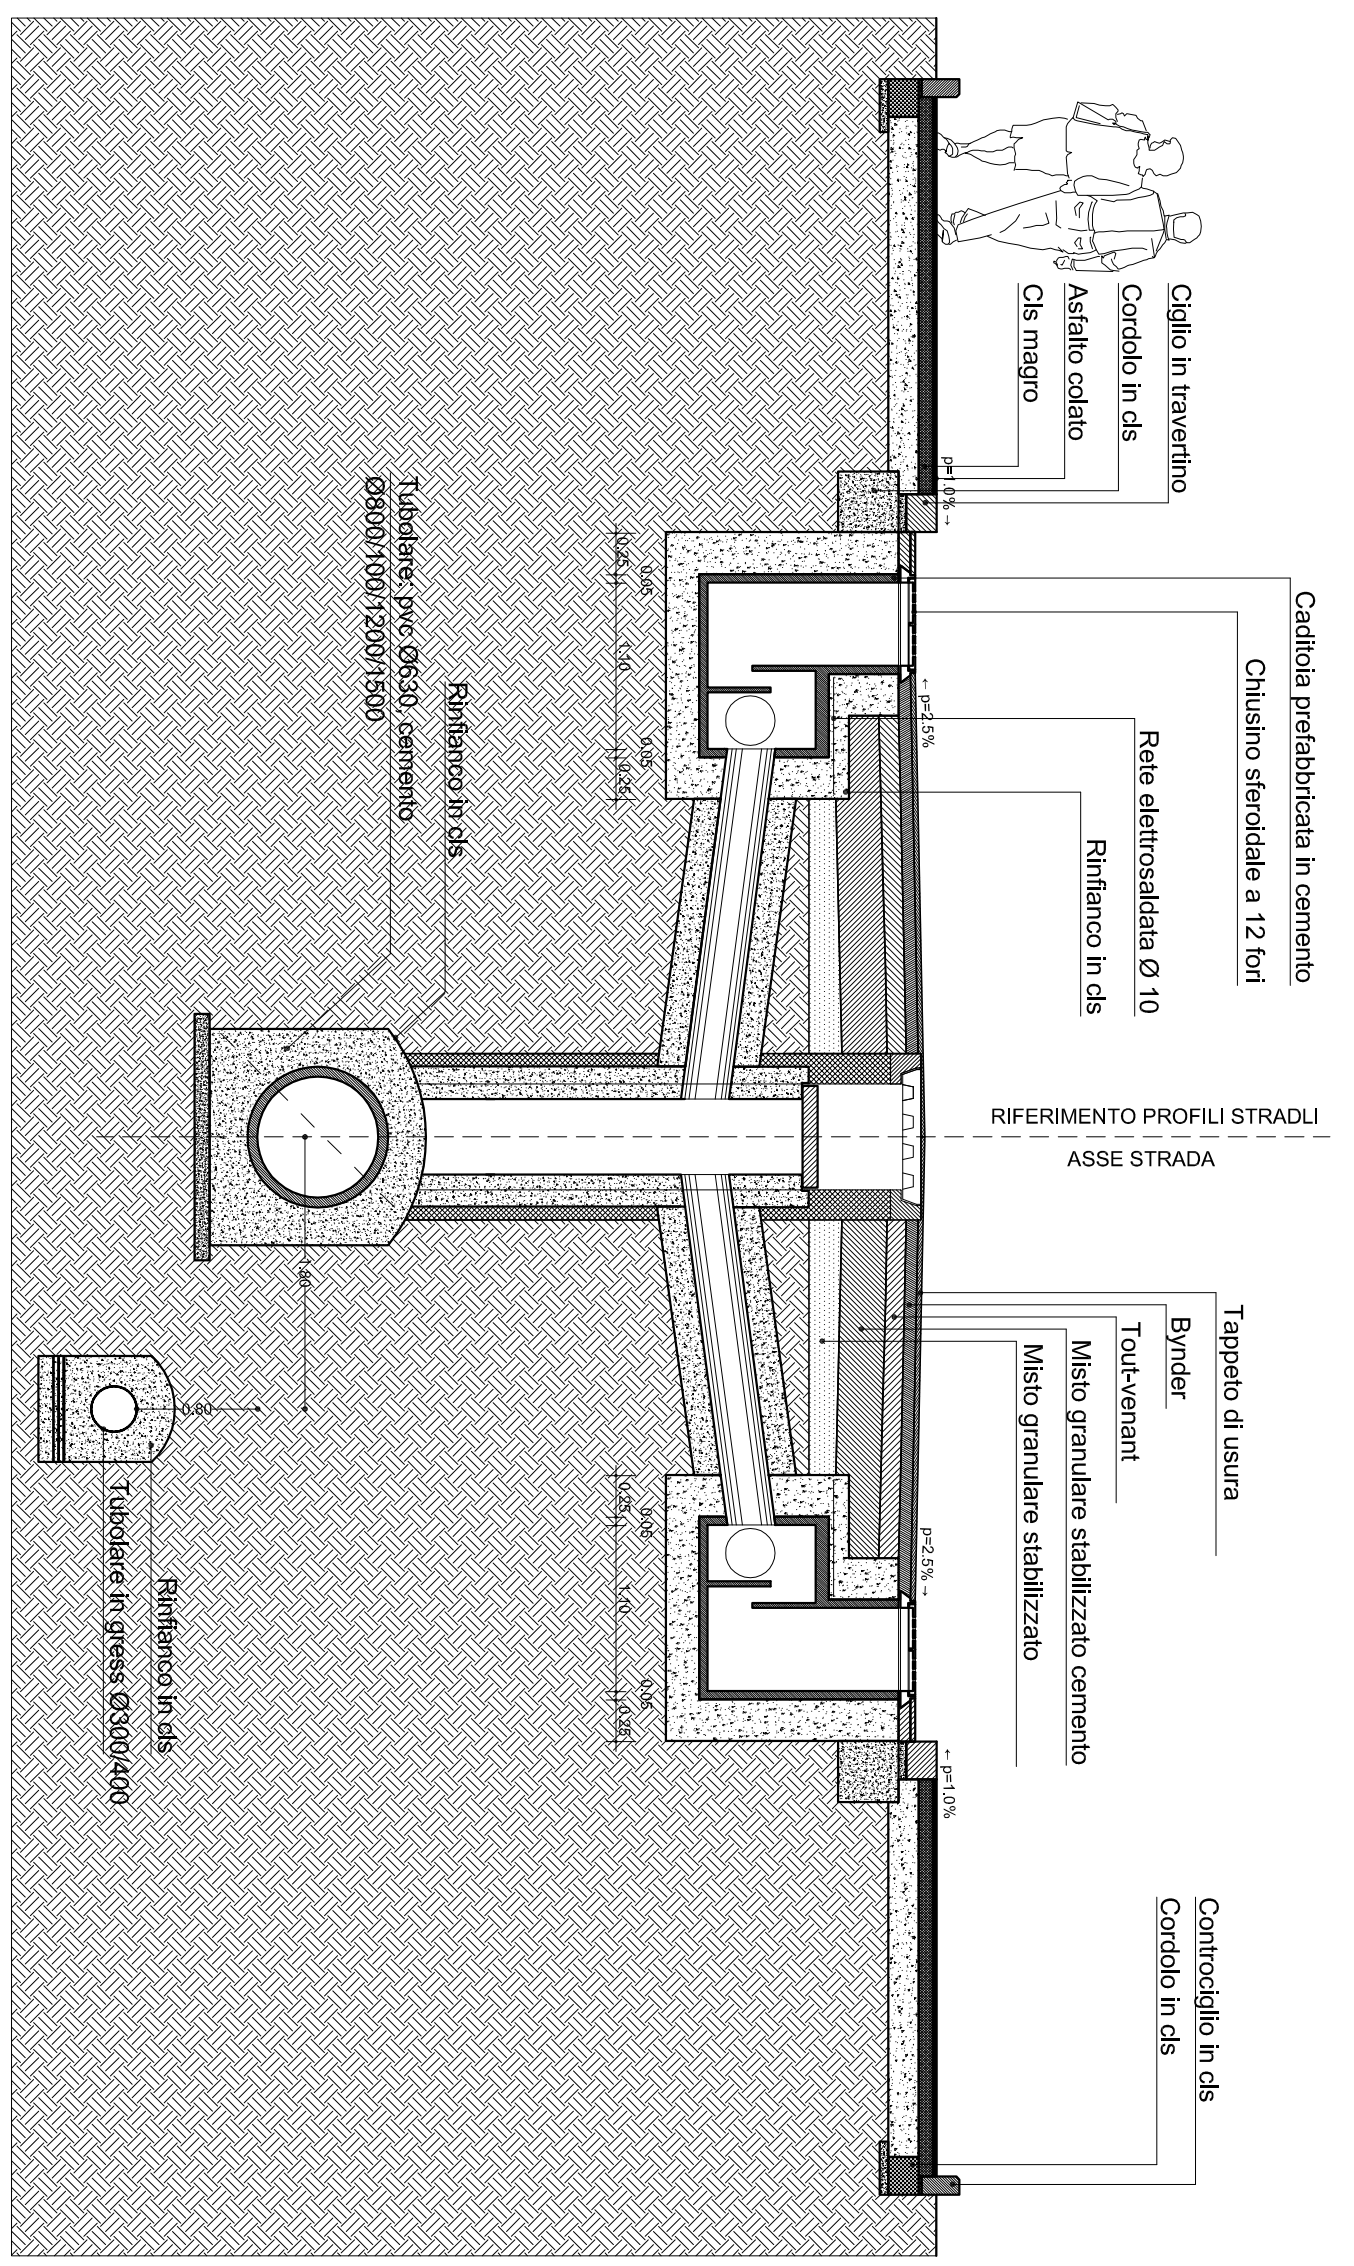 Ciglio in travertino
Cordolo in cls
Asfalto colato
Cls magro
p=1.0% →
Caditoia prefabbricata in cemento
Chiusino sferoidale a 12 fori
Rete elettrosaldata Ø 10
Rinfianco in cls
← p=2.5%
RIFERIMENTO PROFILI STRADLI
ASSE STRADA
Tappeto di usura
Bynder
Tout-venant
Misto granulare stabilizzato cemento
Misto granulare stabilizzato
p=2.5% →
← p=1.0%
Controciglio in cls
Cordolo in cls
0.25
0.05
1.10
0.05
0.25
0.25
0.05
1.10
0.05
0.25
Rinfianco in cls
Tubolare: pvc Ø630, cemento
Ø800/100/1200/1500
1.80
0.80
Rinfianco in cls
Tubolare in gress Ø300/400